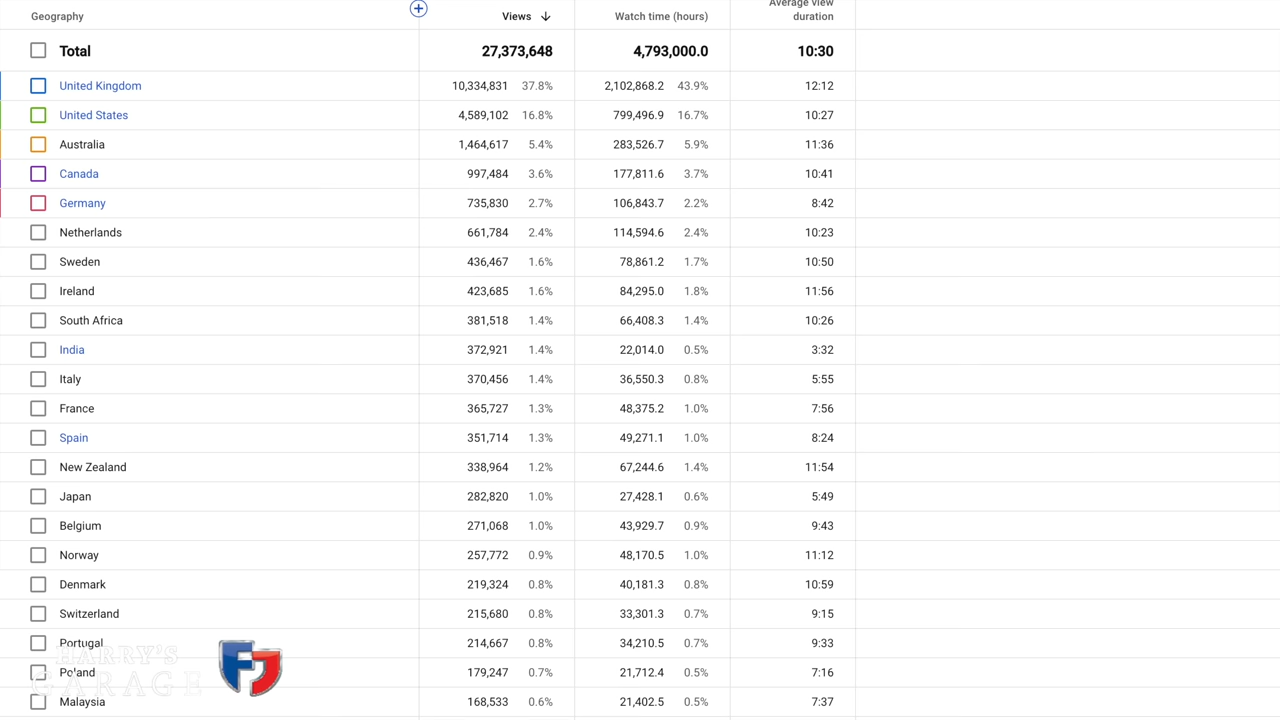 Geography Views Watch time (hours) Average view duration
Total 27,373,648 4,793,000.0 10:30
United Kingdom 10,334,831 37.8% 2,102,868.2 43.9% 12:12
United States 4,589,102 16.8% 799,496.9 16.7% 10:27
Australia 1,464,617 5.4% 283,526.7 5.9% 11:36
Canada 997,484 3.6% 177,811.6 3.7% 10:41
Germany 735,830 2.7% 106,843.7 2.2% 8:42
Netherlands 661,784 2.4% 114,594.6 2.4% 10:23
Sweden 436,467 1.6% 78,861.2 1.7% 10:50
Ireland 423,685 1.6% 84,295.0 1.8% 11:56
South Africa 381,518 1.4% 66,408.3 1.4% 10:26
India 372,921 1.4% 22,014.0 0.5% 3:32
Italy 370,456 1.4% 36,550.3 0.8% 5:55
France 365,727 1.3% 48,375.2 1.0% 7:56
Spain 351,714 1.3% 49,271.1 1.0% 8:24
New Zealand 338,964 1.2% 67,244.6 1.4% 11:54
Japan 282,820 1.0% 27,428.1 0.6% 5:49
Belgium 271,068 1.0% 43,929.7 0.9% 9:43
Norway 257,772 0.9% 48,170.5 1.0% 11:12
Denmark 219,324 0.8% 40,181.3 0.8% 10:59
Switzerland 215,680 0.8% 33,301.3 0.7% 9:15
Portugal 214,667 0.8% 34,210.5 0.7% 9:33
HARRY'S
Poland 179,247 0.7% 21,712.4 0.5% 7:16
GARAGE
Malaysia 168,533 0.6% 21,402.5 0.5% 7:37